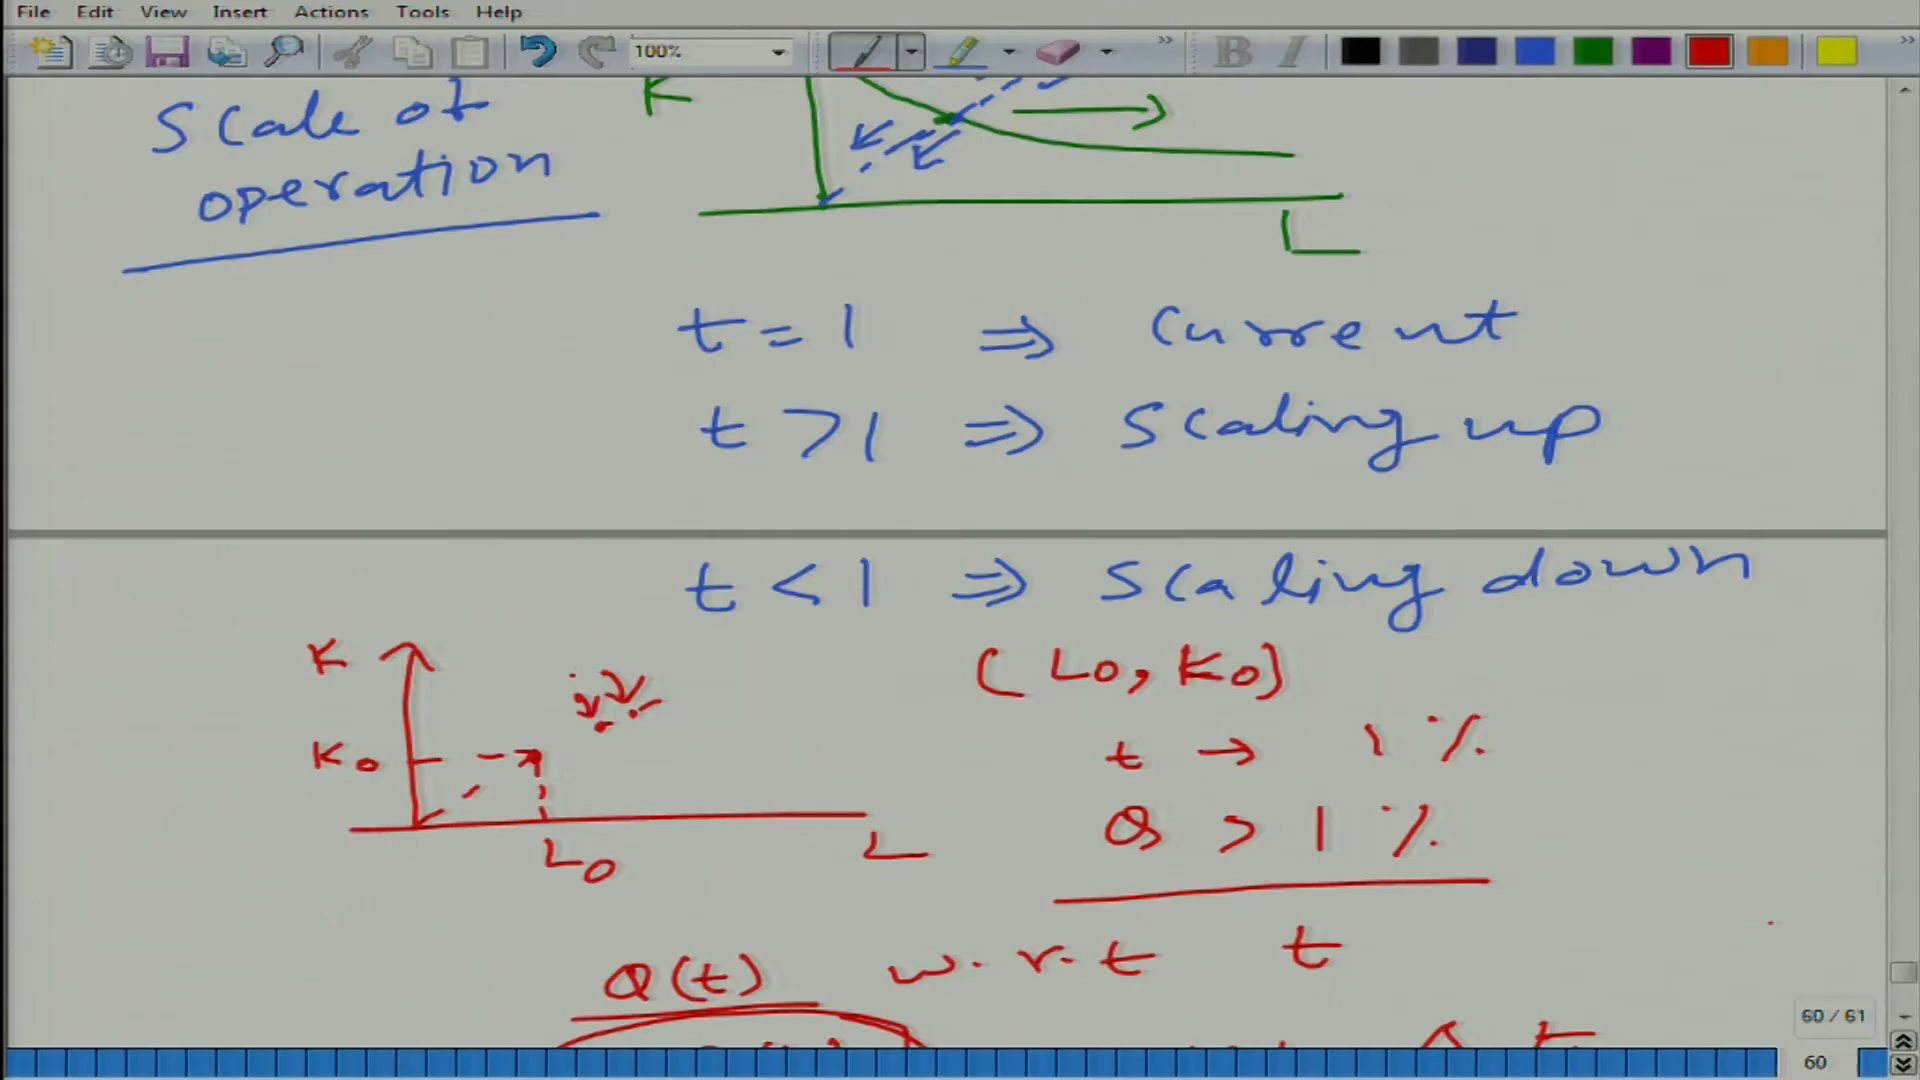 File Edit View Insert Actions Tools Help
100%
B I
Scale of
operation
K
L
t = 1 ⇒ Current
t > 1 ⇒ Scaling up
t < 1 ⇒ Scaling down
K
K0
L0
L
(L0, K0)
t → 1 %
Q > 1 %
Q(t) w.r.t t
60 / 61
60